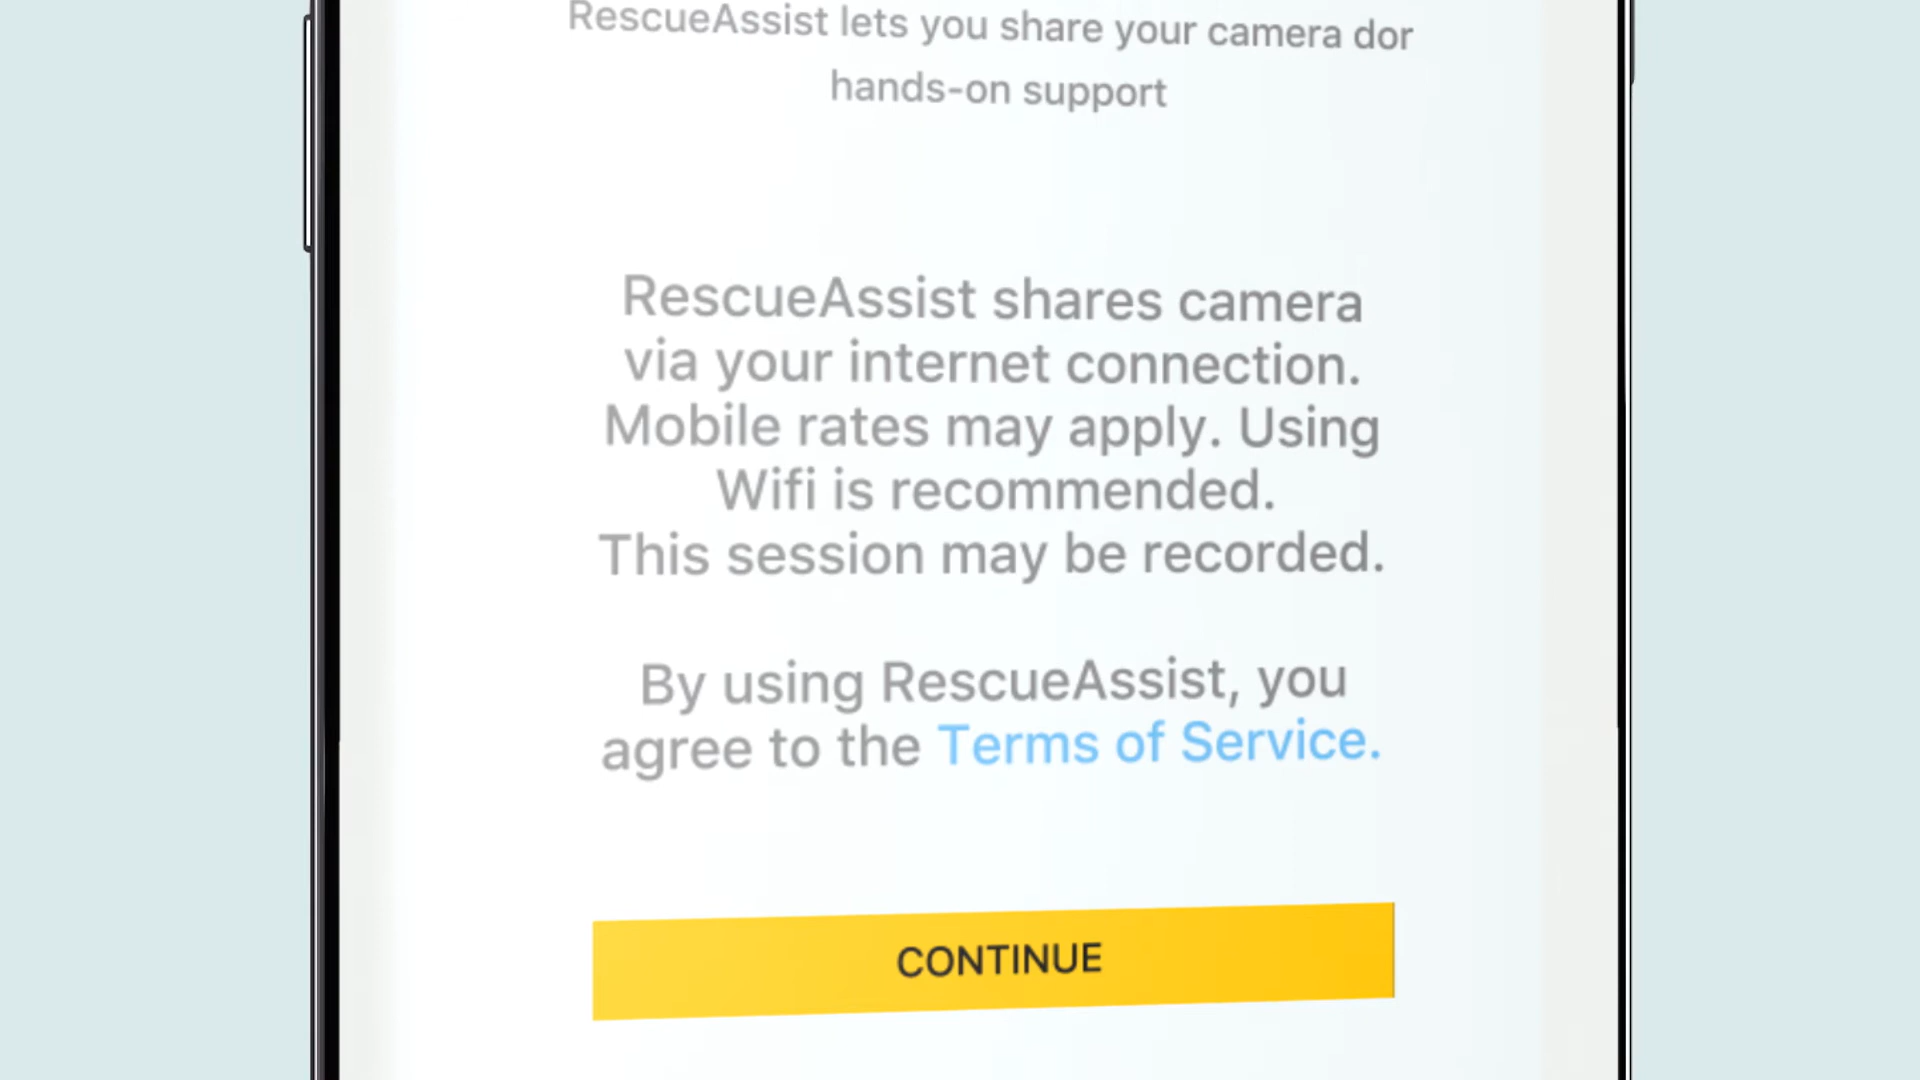 RescueAssist lets you share your camera dor
hands-on support
RescueAssist shares camera
via your internet connection.
Mobile rates may apply. Using
Wifi is recommended.
This session may be recorded.
By using RescueAssist, you
agree to the Terms of Service.
CONTINUE